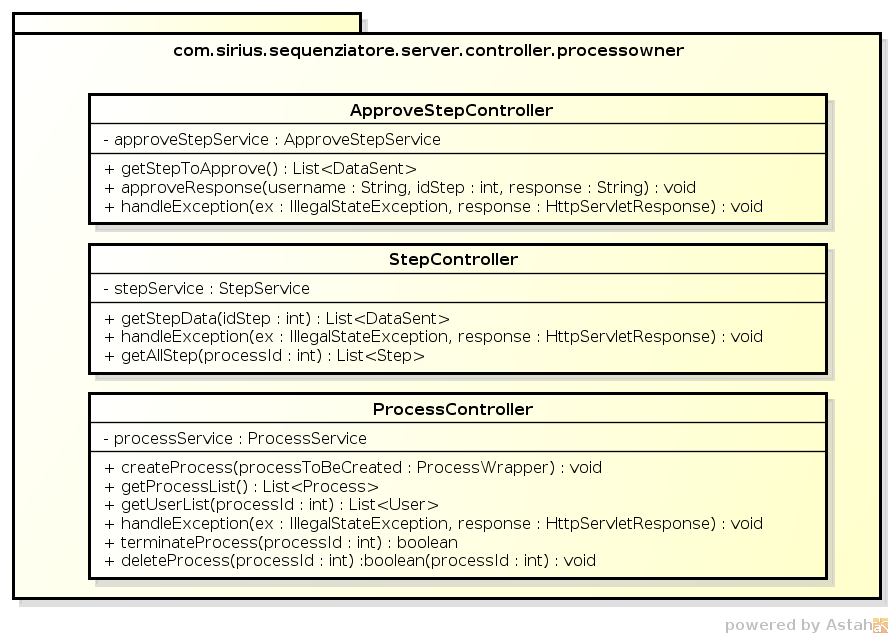 com.sirius.sequenziatore.server.controller.processowner
ApproveStepController
- approveStepService : ApproveStepService
+ getStepToApprove() : List<DataSent>
+ approveResponse(username : String, idStep : int, response : String) : void
+ handleException(ex : IllegalStateException, response : HttpServletResponse) : void
StepController
- stepService : StepService
+ getStepData(idStep : int) : List<DataSent>
+ handleException(ex : IllegalStateException, response : HttpServletResponse) : void
+ getAllStep(processId : int) : List<Step>
ProcessController
- processService : ProcessService
+ createProcess(processToBeCreated : ProcessWrapper) : void
+ getProcessList() : List<Process>
+ getUserList(processId : int) : List<User>
+ handleException(ex : IllegalStateException, response : HttpServletResponse) : void
+ terminateProcess(processId : int) : boolean
+ deleteProcess(processId : int) :boolean(processId : int) : void
powered by Astah